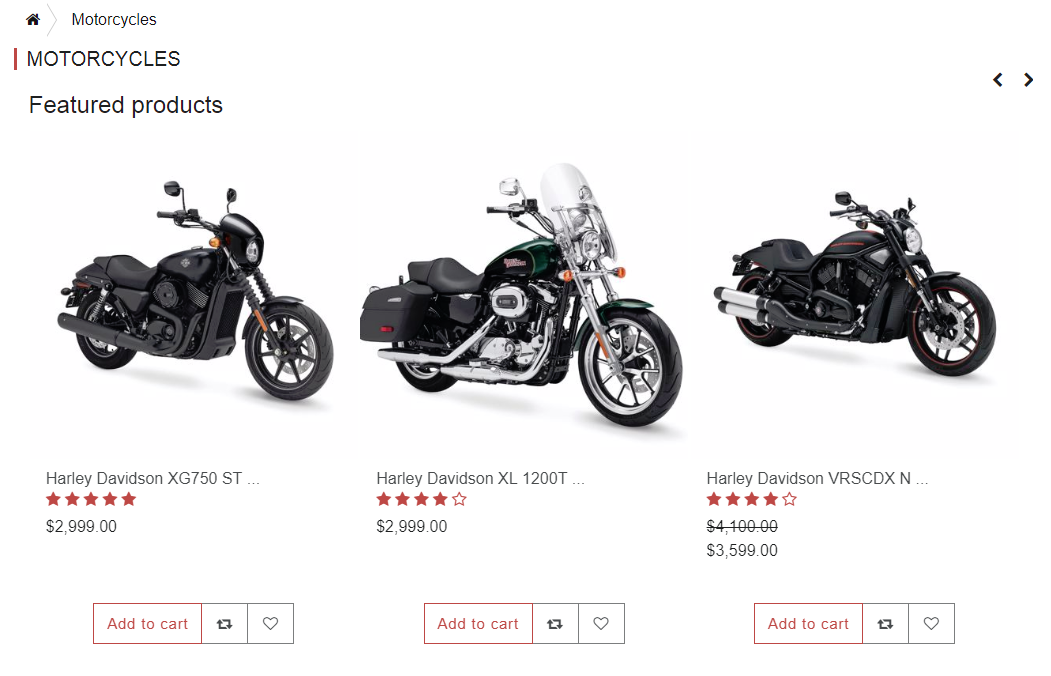 Motorcycles
MOTORCYCLES
Featured products
Harley Davidson XG750 ST ...
Harley Davidson XL 1200T ...
Harley Davidson VRSCDX N ...
$2,999.00
$2,999.00
$4,100.00
$3,599.00
Add to cart
Add to cart
Add to cart